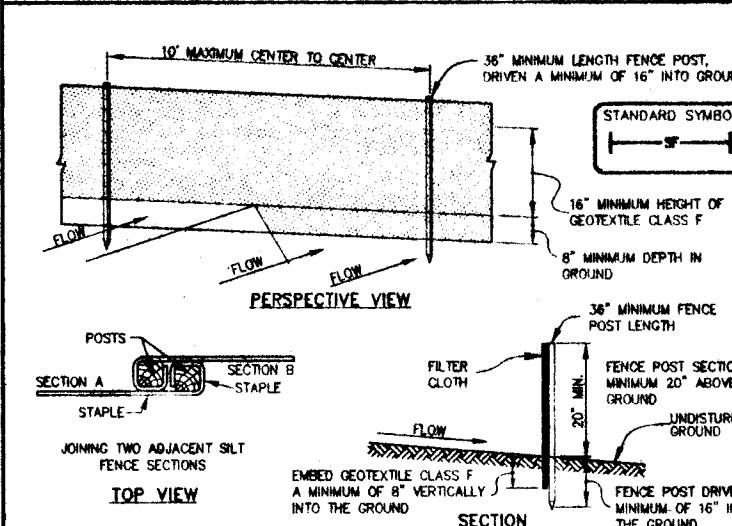 10' MAXIMUM CENTER TO CENTER
36" MINIMUM LENGTH FENCE POST,
DRIVEN A MINIMUM OF 16" INTO GROU
STANDARD SYMBO
SF
16" MINIMUM HEIGHT OF
GEOTEXTILE CLASS F
8" MINIMUM DEPTH IN
GROUND
FLOW
FLOW
FLOW
PERSPECTIVE VIEW
POSTS
SECTION B
SECTION A
STAPLE
STAPLE
JOINING TWO ADJACENT SILT
FENCE SECTIONS
TOP VIEW
36" MINIMUM FENCE
POST LENGTH
FILTER
CLOTH
20" MIN.
FENCE POST SECTIO
MINIMUM 20" ABOVE
GROUND
UNDISTUR
GROUND
FLOW
EMBED GEOTEXTILE CLASS F
A MINIMUM OF 8" VERTICALLY
INTO THE GROUND
FENCE POST DRIVE
MINIMUM OF 16" I
THE GROUND
SECTION